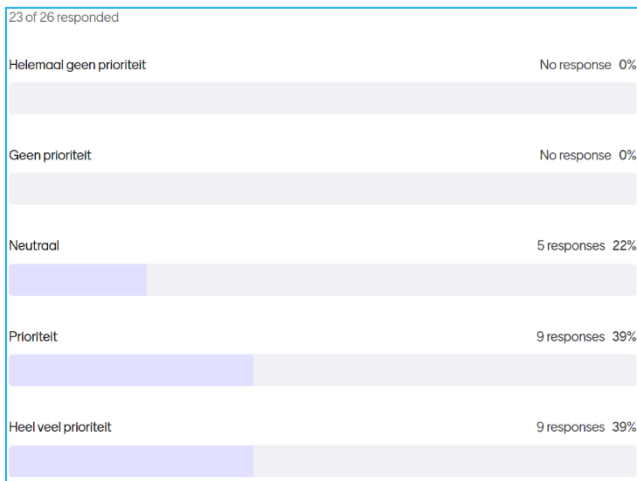 23 of 26 responded
Helemaal geen prioriteit No response 0%
Geen prioriteit No response 0%
Neutraal 5 responses 22%
Prioriteit 9 responses 39%
Heel veel prioriteit 9 responses 39%